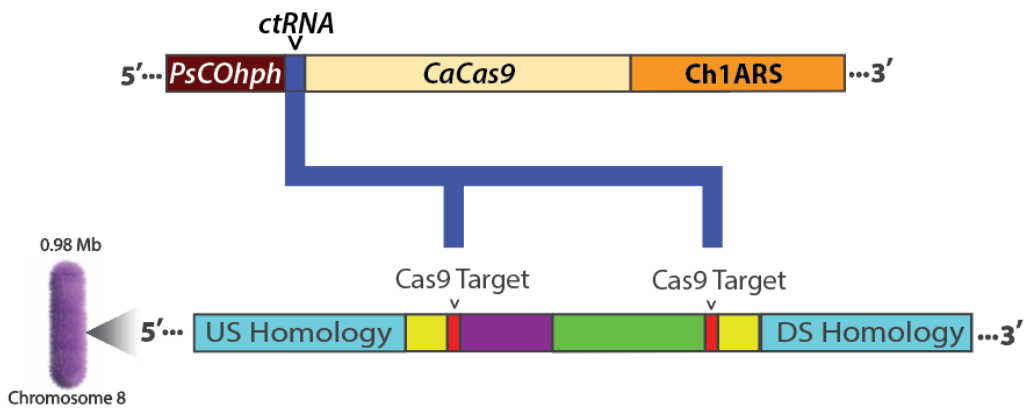 ctRNA
5′... PsCOhph CaCas9 Ch1ARS ...3′
0.98 Mb
Cas9 Target Cas9 Target
5′... US Homology DS Homology ...3′
Chromosome 8